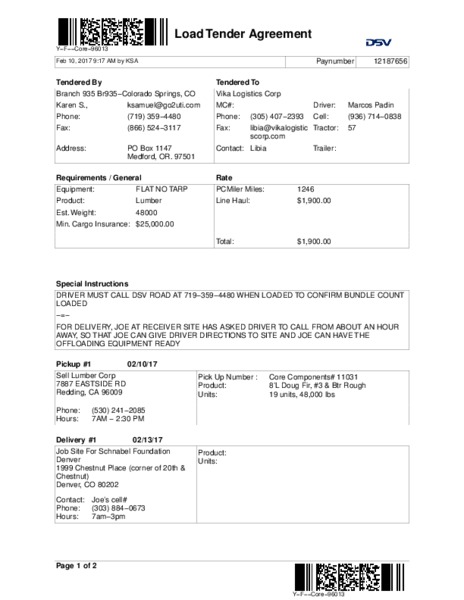 Load Tender Agreement
DSV
Y−F−−Core−96013
Feb 10, 2017 9:17 AM by KSA Paynumber 12187656
Tendered By Tendered To
Branch 935 Br935−Colorado Springs, CO Vika Logistics Corp
Karen S., ksamuel@go2uti.com MC#: Driver: Marcos Padin
Phone: (719) 359−4480 Phone: (305) 407−2393 Cell: (936) 714−0838
Fax: (866) 524−3117 Fax: libia@vikalogistic Tractor: 57
scorp.com
Address: PO Box 1147 Contact: Libia Trailer:
Medford, OR. 97501
Requirements / General Rate
Equipment: FLAT NO TARP PCMiler Miles: 1246
Product: Lumber Line Haul: $1,900.00
Est. Weight: 48000
Min. Cargo Insurance: $25,000.00
Total: $1,900.00
Special Instructions
DRIVER MUST CALL DSV ROAD AT 719−359−4480 WHEN LOADED TO CONFIRM BUNDLE COUNT
LOADED
−=−
FOR DELIVERY, JOE AT RECEIVER SITE HAS ASKED DRIVER TO CALL FROM ABOUT AN HOUR
AWAY, SO THAT JOE CAN GIVE DRIVER DIRECTIONS TO SITE AND JOE CAN HAVE THE
OFFLOADING EQUIPMENT READY
Pickup #1 02/10/17
Sell Lumber Corp Pick Up Number : Core Components# 11031
7887 EASTSIDE RD Product: 8'L Doug Fir, #3 & Btr Rough
Redding, CA 96009 Units: 19 units, 48,000 lbs
Phone: (530) 241−2085
Hours: 7AM − 2:30 PM
Delivery #1 02/13/17
Job Site For Schnabel Foundation Product:
Denver Units:
1999 Chestnut Place (corner of 20th &
Chestnut)
Denver, CO 80202
Contact: Joe's cell#
Phone: (303) 884−0673
Hours: 7am−3pm
Page 1 of 2
Y−F−−Core−96013